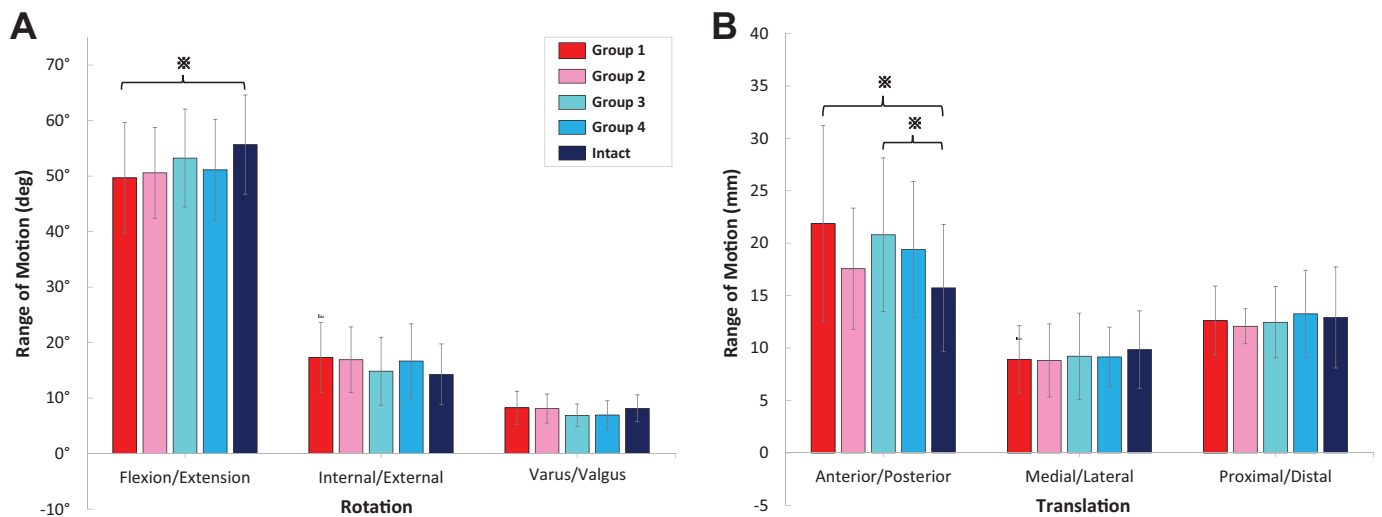 A
Range of Motion (deg)
70°
60°
50°
40°
30°
20°
10°
0°
-10°
※
Group 1
Group 2
Group 3
Group 4
Intact
Flexion/Extension
Internal/External
Varus/Valgus
Rotation
B
Range of Motion (mm)
40
35
30
25
20
15
10
5
0
-5
※
※
Anterior/Posterior
Medial/Lateral
Proximal/Distal
Translation